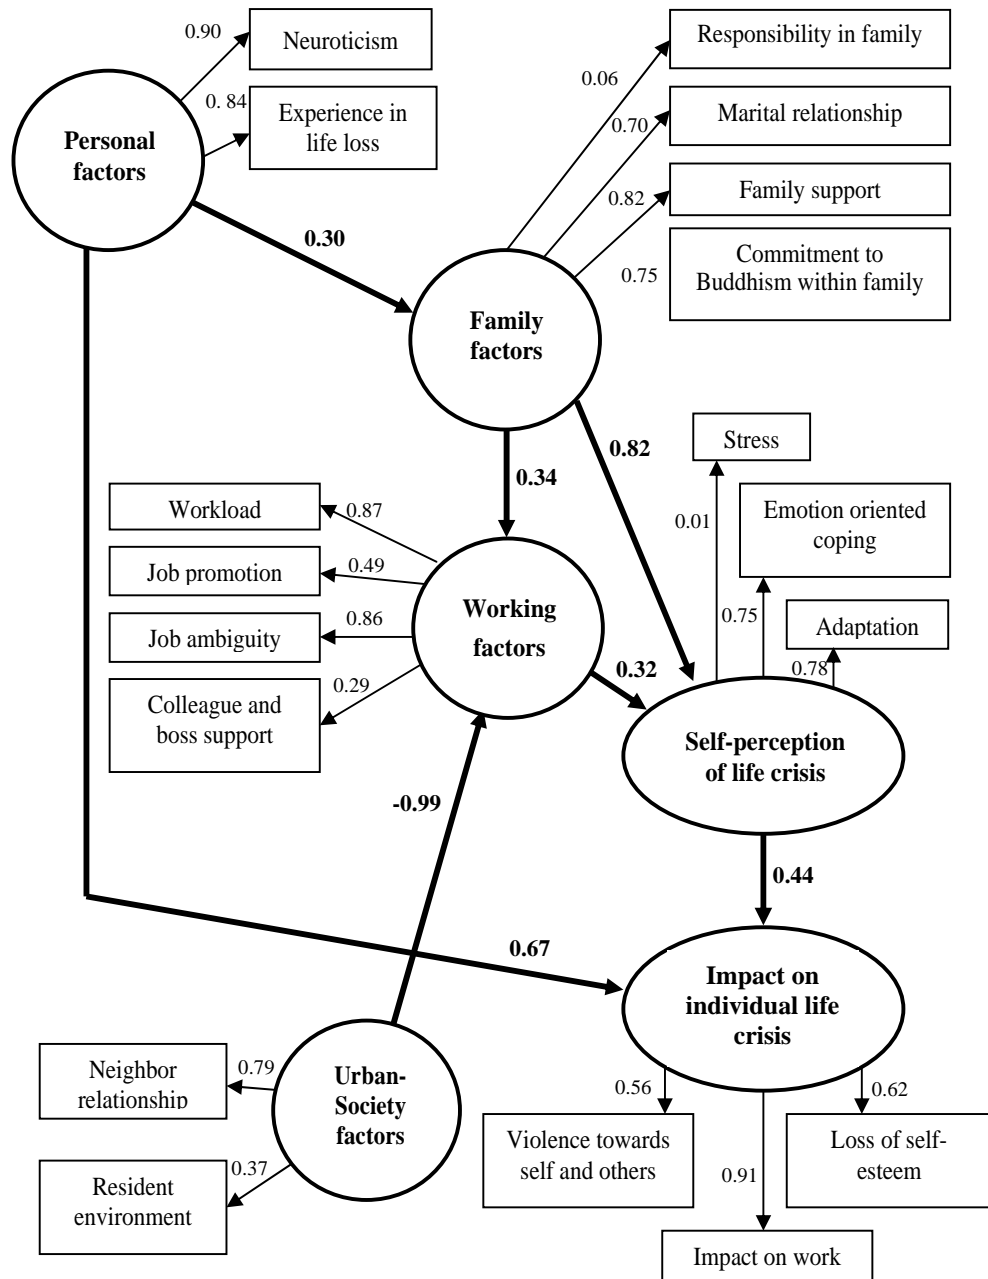 0.90
Neuroticism
0. 84
Experience in
life loss
Personal
factors
Responsibility in family
0.06
Marital relationship
0.70
Family support
0.82
Commitment to
Buddhism within family
0.75
0.30
Family
factors
0.82
0.34
Stress
0.01
Emotion oriented
coping
0.75
Adaptation
0.78
Workload
0.87
Job promotion
0.49
Job ambiguity
0.86
Colleague and
boss support
0.29
Working
factors
0.32
Self-perception
of life crisis
-0.99
0.44
0.67
Impact on
individual life
crisis
Neighbor
relationship
0.79
Urban-
Society
factors
Resident
environment
0.37
0.56
0.62
Violence towards
self and others
0.91
Loss of self-
esteem
Impact on work